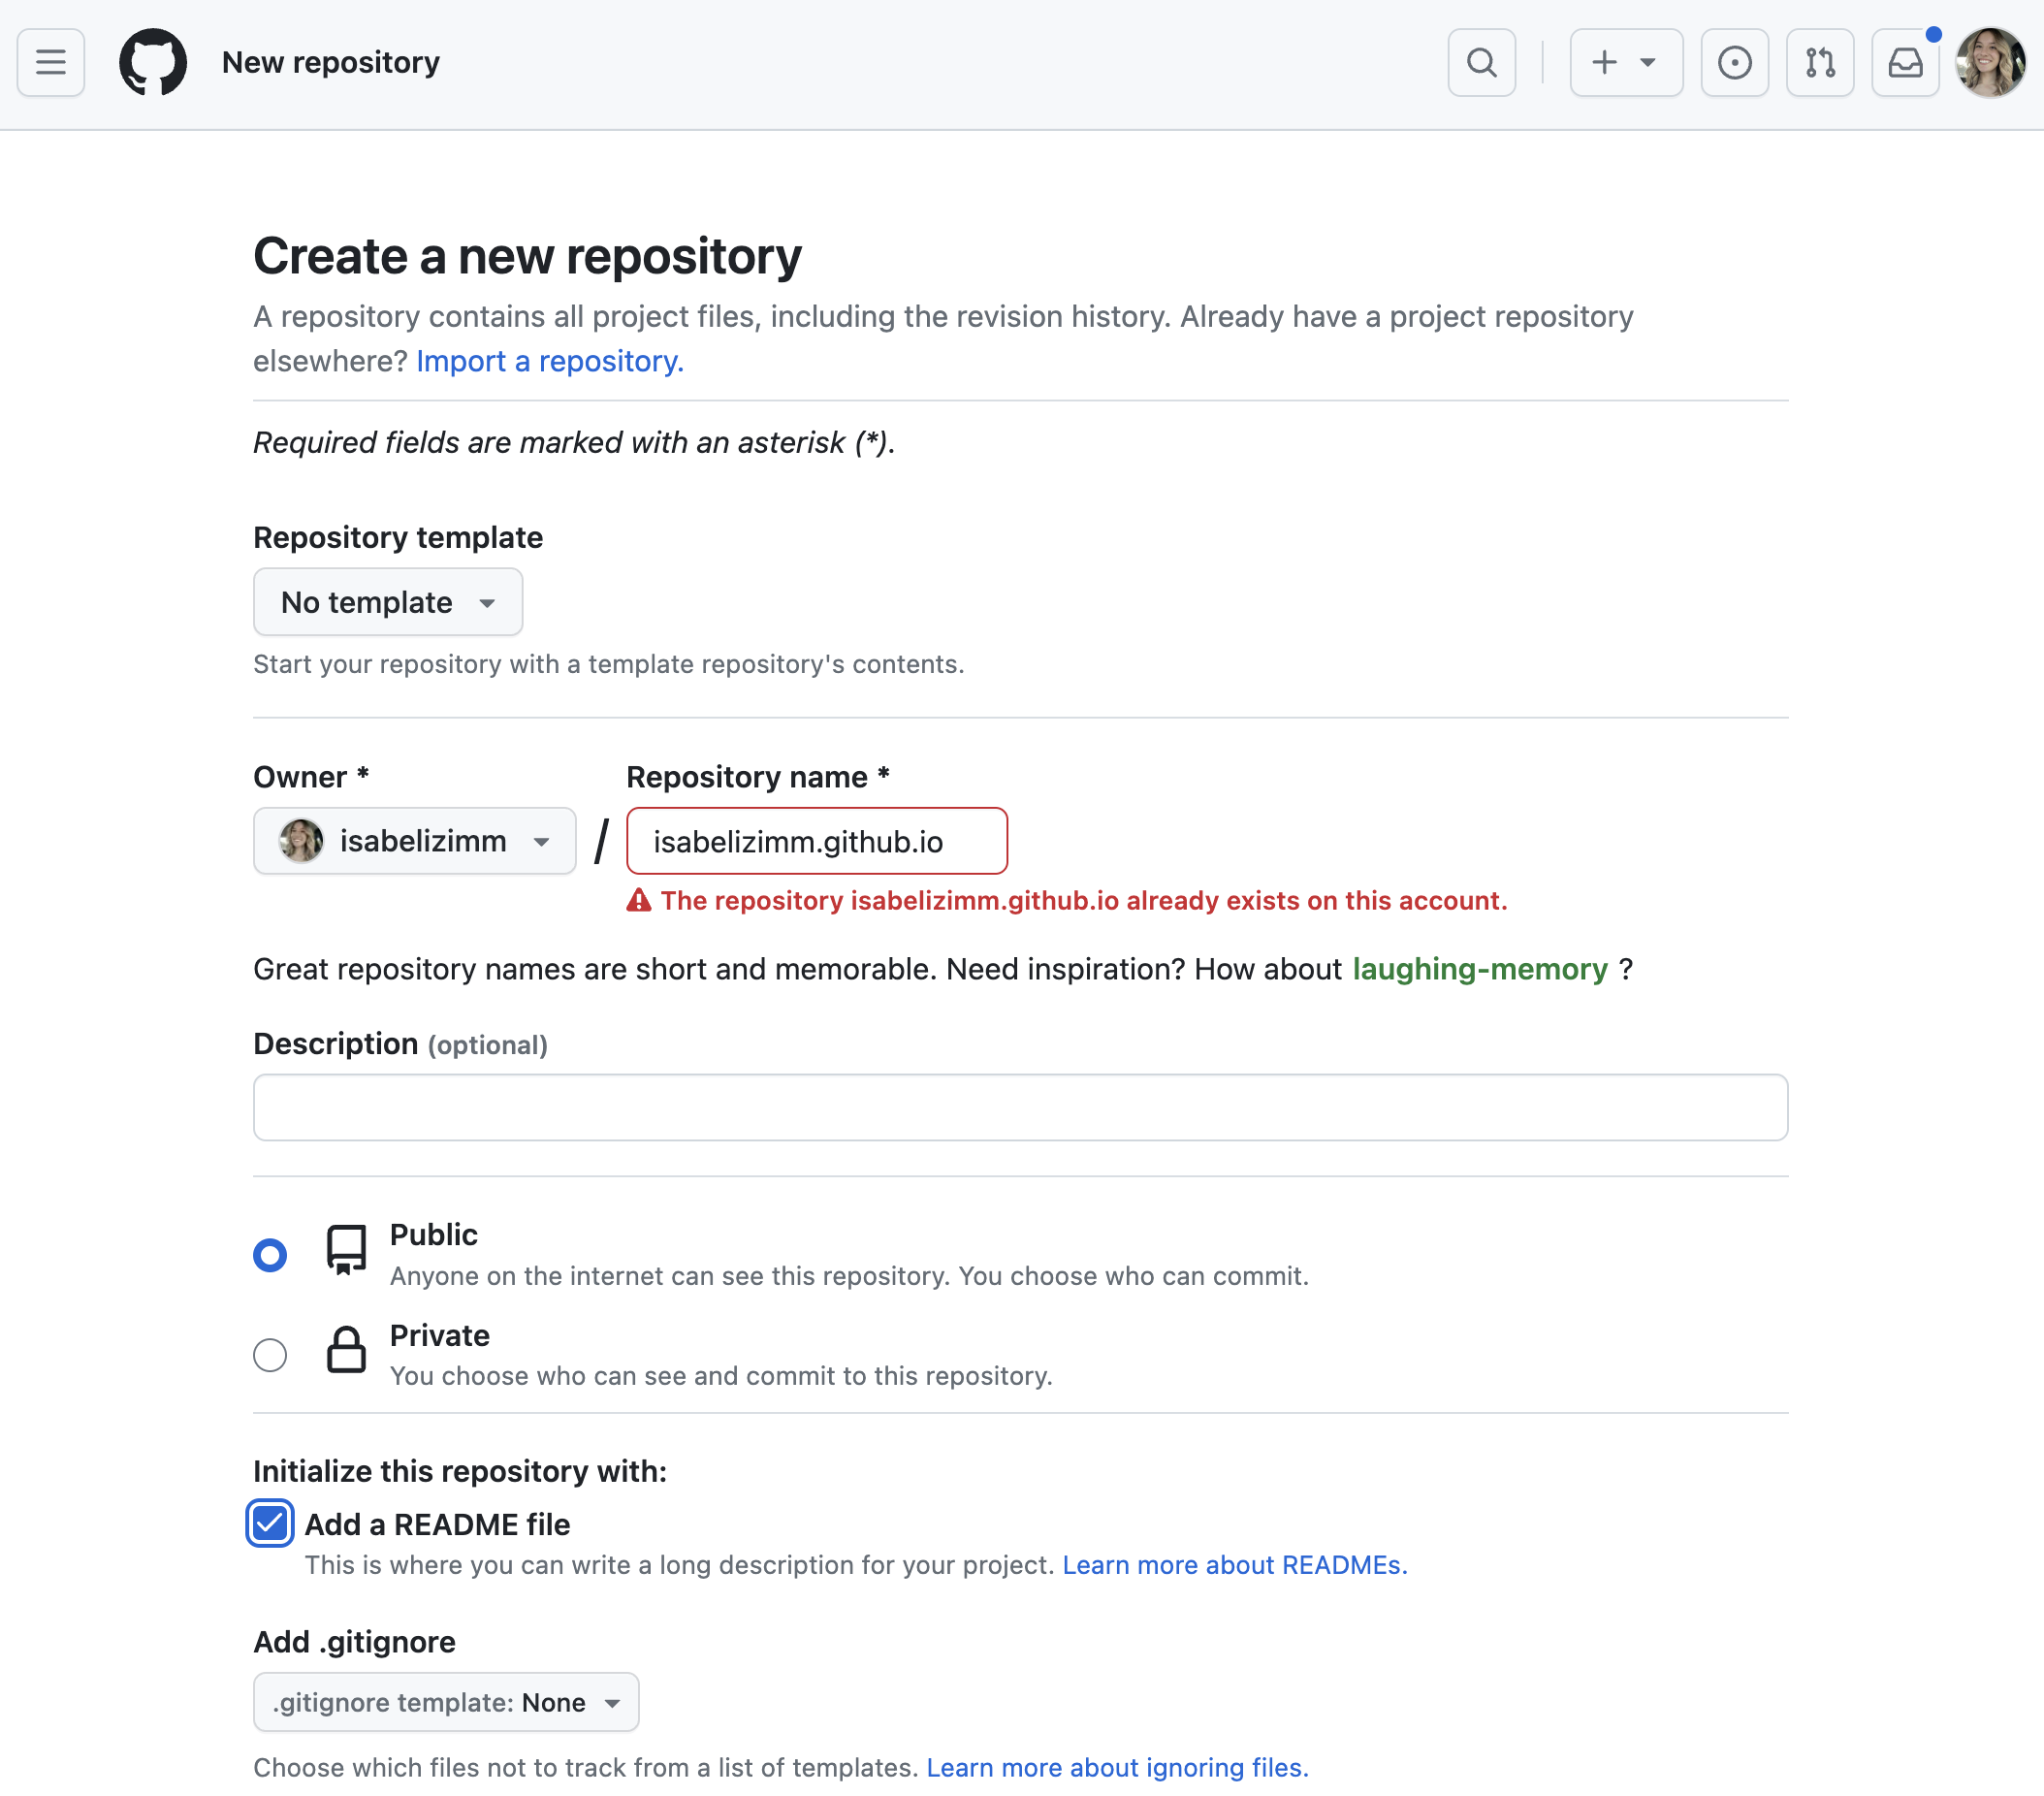 New repository
Create a new repository
A repository contains all project files, including the revision history. Already have a project repository
elsewhere? Import a repository.
Required fields are marked with an asterisk (*).
Repository template
No template
Start your repository with a template repository's contents.
Owner *
Repository name *
isabelizimm
/
isabelizimm.github.io
The repository isabelizimm.github.io already exists on this account.
Great repository names are short and memorable. Need inspiration? How about laughing-memory ?
Description (optional)
Public
Anyone on the internet can see this repository. You choose who can commit.
Private
You choose who can see and commit to this repository.
Initialize this repository with:
Add a README file
This is where you can write a long description for your project. Learn more about READMEs.
Add .gitignore
.gitignore template: None
Choose which files not to track from a list of templates. Learn more about ignoring files.